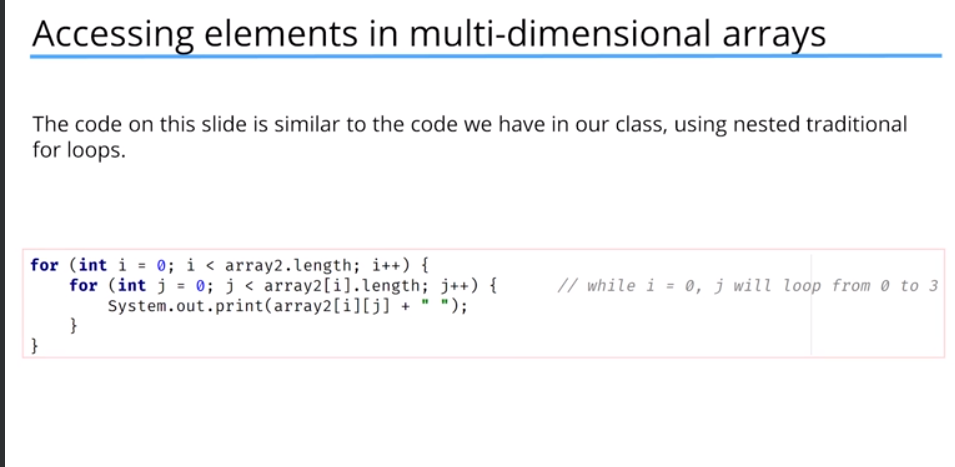 Accessing elements in multi-dimensional arrays
The code on this slide is similar to the code we have in our class, using nested traditional
for loops.
for (int i = 0; i < array2.length; i++) {
    for (int j = 0; j < array2[i].length; j++) {      // while i = 0, j will loop from 0 to 3
        System.out.print(array2[i][j] + " ");
    }
}